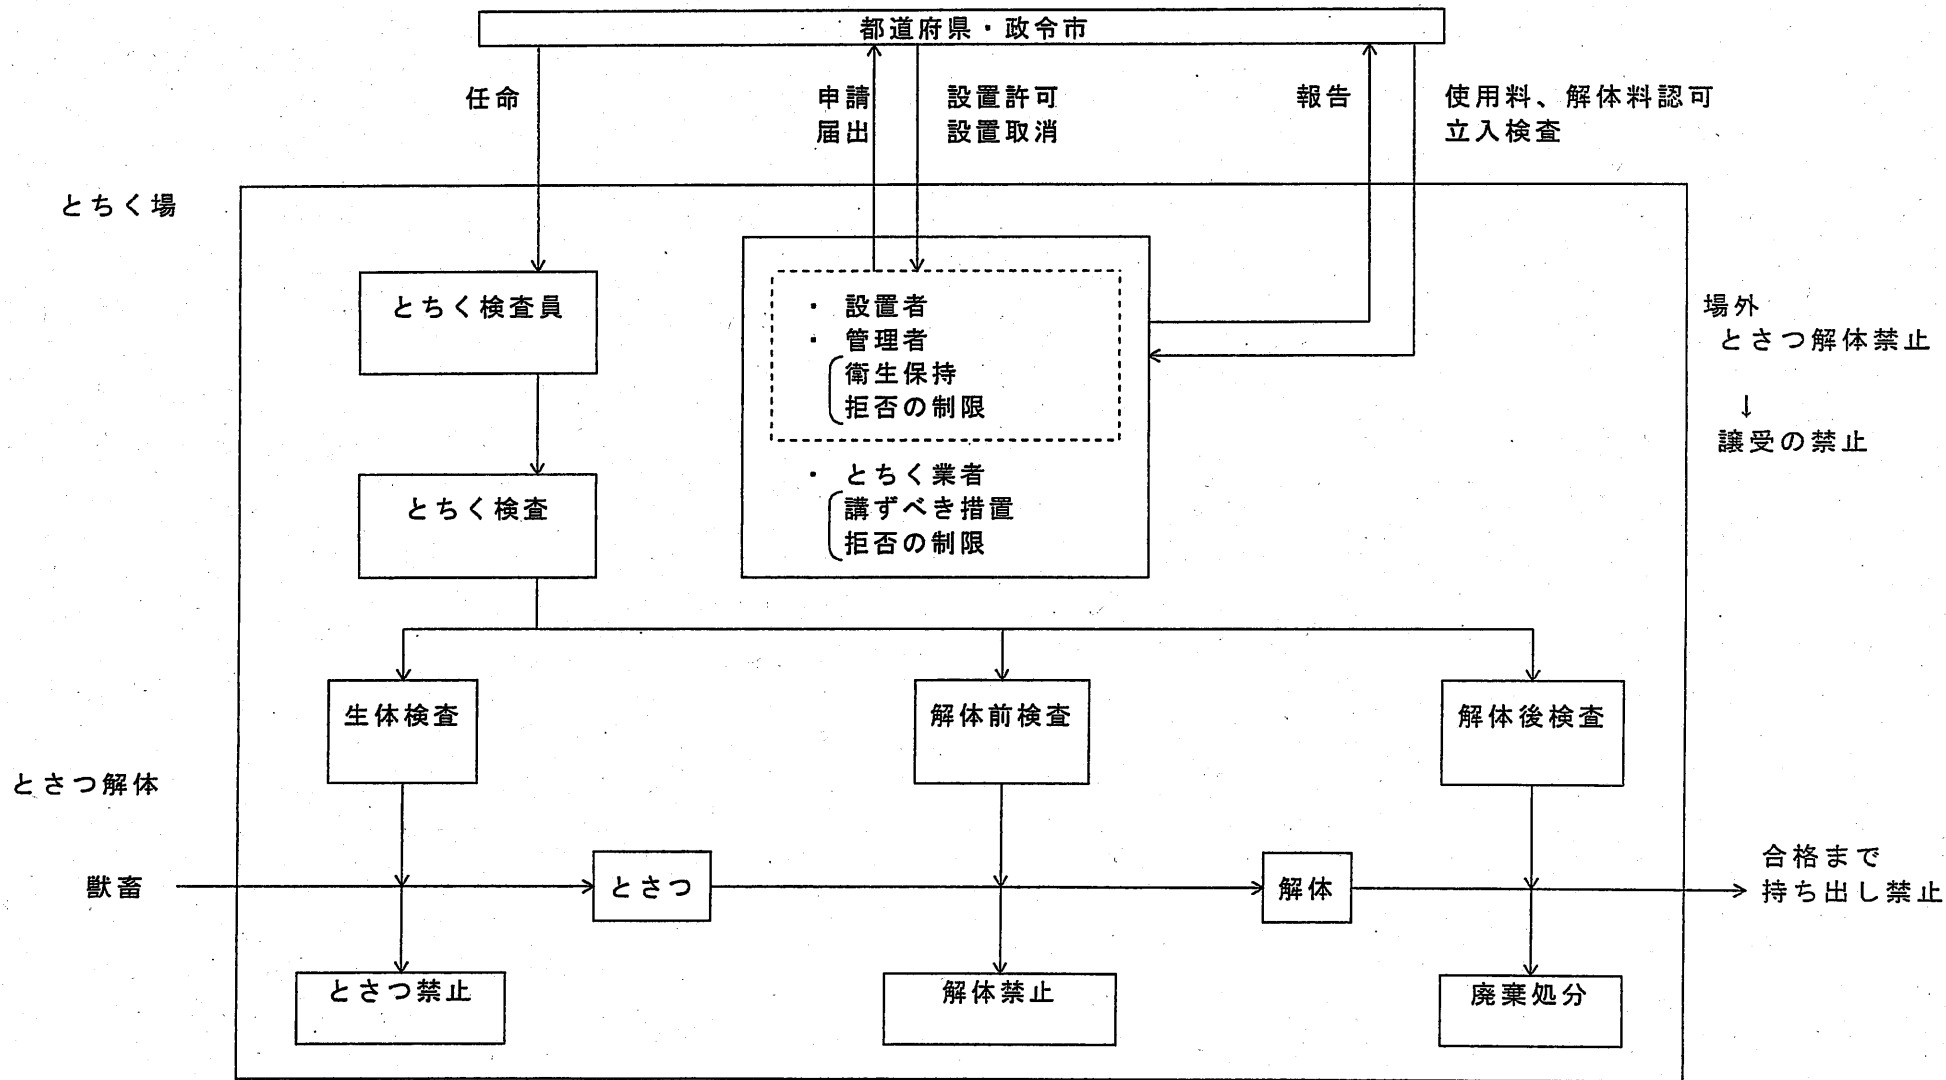 都道府県・政令市
任命
申請
届出
設置許可
設置取消
報告
使用料、解体料認可
立入検査
とちく場
とちく検査員
・ 設置者
・ 管理者
衛生保持
拒否の制限
・ とちく業者
講ずべき措置
拒否の制限
場外
とさつ解体禁止
↓
譲受の禁止
とちく検査
生体検査
解体前検査
解体後検査
とさつ解体
獣畜
とさつ
解体
合格まで
持ち出し禁止
とさつ禁止
解体禁止
廃棄処分